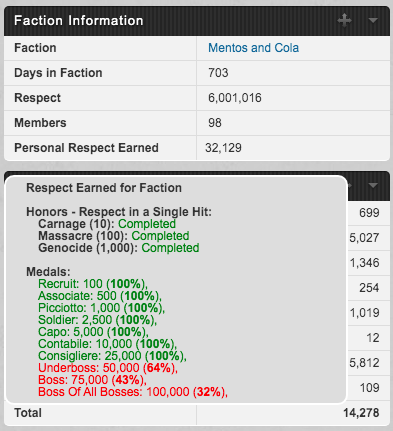 Faction Information
Faction Mentos and Cola
Days in Faction 703
Respect 6,001,016
Members 98
Personal Respect Earned 32,129
Respect Earned for Faction
Honors - Respect in a Single Hit:
Carnage (10): Completed
Massacre (100): Completed
Genocide (1,000): Completed
Medals:
Recruit: 100 (100%),
Associate: 500 (100%),
Picciotto: 1,000 (100%),
Soldier: 2,500 (100%),
Capo: 5,000 (100%),
Contabile: 10,000 (100%),
Consigliere: 25,000 (100%),
Underboss: 50,000 (64%),
Boss: 75,000 (43%),
Boss Of All Bosses: 100,000 (32%),
699
5,027
1,346
254
1,019
12
5,812
109
Total 14,278